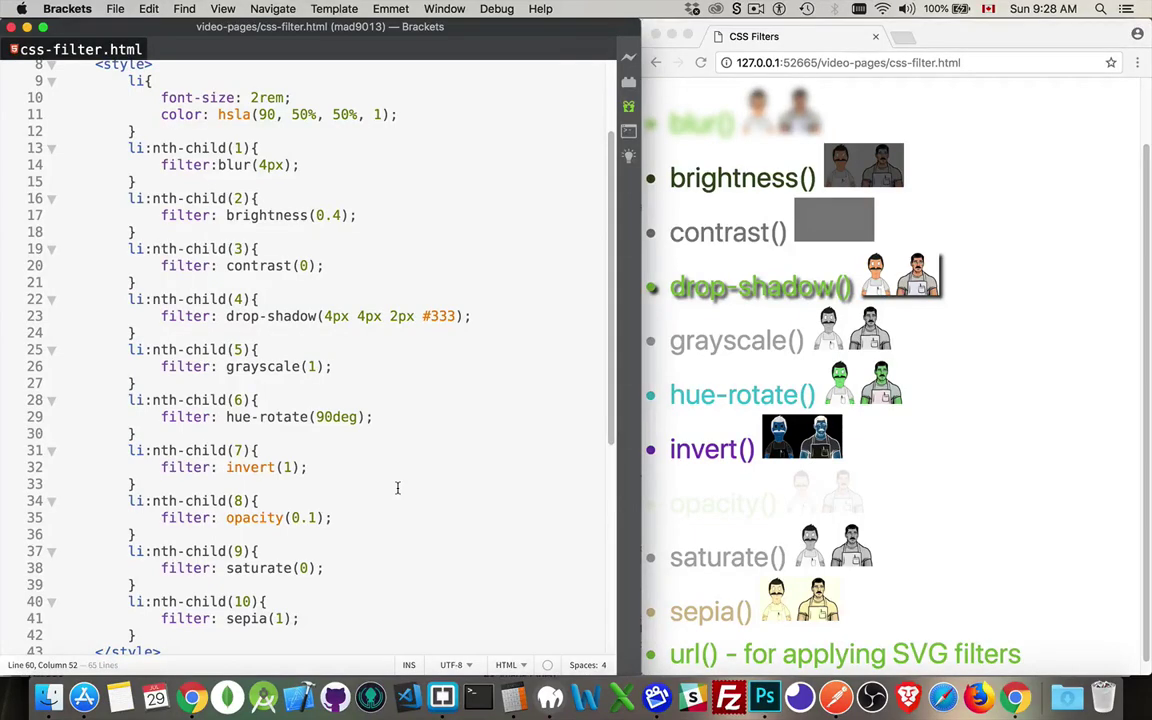 Brackets File Edit Find View Navigate Template Emmet Window Debug Help
100% Sun 9:28 AM
video-pages/css-filter.html (mad9013) — Brackets
css-filter.html
8 <style>
9 li{
10 font-size: 2rem;
11 color: hsla(90, 50%, 50%, 1);
12 }
13 li:nth-child(1){
14 filter:blur(4px);
15 }
16 li:nth-child(2){
17 filter: brightness(0.4);
18 }
19 li:nth-child(3){
20 filter: contrast(0);
21 }
22 li:nth-child(4){
23 filter: drop-shadow(4px 4px 2px #333);
24 }
25 li:nth-child(5){
26 filter: grayscale(1);
27 }
28 li:nth-child(6){
29 filter: hue-rotate(90deg);
30 }
31 li:nth-child(7){
32 filter: invert(1);
33 }
34 li:nth-child(8){
35 filter: opacity(0.1);
36 }
37 li:nth-child(9){
38 filter: saturate(0);
39 }
40 li:nth-child(10){
41 filter: sepia(1);
42 }
43 </style>
Line 60, Column 52 — 65 Lines
INS UTF-8 HTML Spaces: 4
CSS Filters
127.0.0.1:52665/video-pages/css-filter.html
blur()
brightness()
contrast()
drop-shadow()
grayscale()
hue-rotate()
invert()
opacity()
saturate()
sepia()
url() - for applying SVG filters
JUL
29